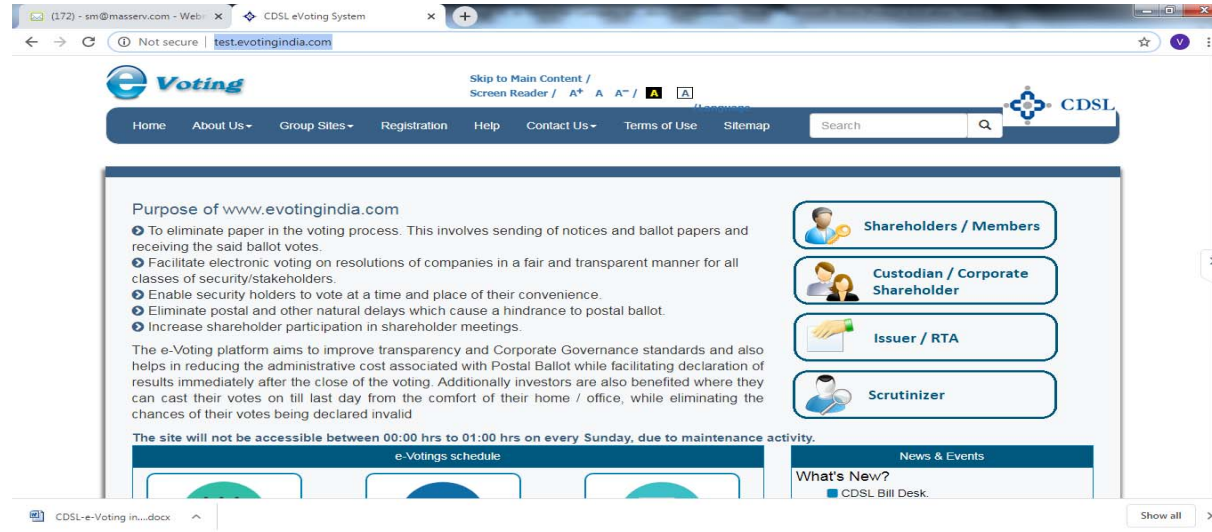 (172) - sm@masserv.com - Web
CDSL eVoting System
Not secure | test.evotingindia.com
V
e Voting
Skip to Main Content /
Screen Reader / A+ A A- / A A
CDSL
Home About Us Group Sites Registration Help Contact Us Terms of Use Sitemap Search
Purpose of www.evotingindia.com
To eliminate paper in the voting process. This involves sending of notices and ballot papers and
receiving the said ballot votes.
Facilitate electronic voting on resolutions of companies in a fair and transparent manner for all
classes of security/stakeholders.
Enable security holders to vote at a time and place of their convenience.
Eliminate postal and other natural delays which cause a hindrance to postal ballot.
Increase shareholder participation in shareholder meetings.
The e-Voting platform aims to improve transparency and Corporate Governance standards and also
helps in reducing the administrative cost associated with Postal Ballot while facilitating declaration of
results immediately after the close of the voting. Additionally investors are also benefited where they
can cast their votes on till last day from the comfort of their home / office, while eliminating the
chances of their votes being declared invalid
Shareholders / Members
Custodian / Corporate
Shareholder
Issuer / RTA
Scrutinizer
The site will not be accessible between 00:00 hrs to 01:00 hrs on every Sunday, due to maintenance activity.
e-Votings schedule
News & Events
What's New?
CDSL Bill Desk.
CDSL-e-Voting in....docx
Show all